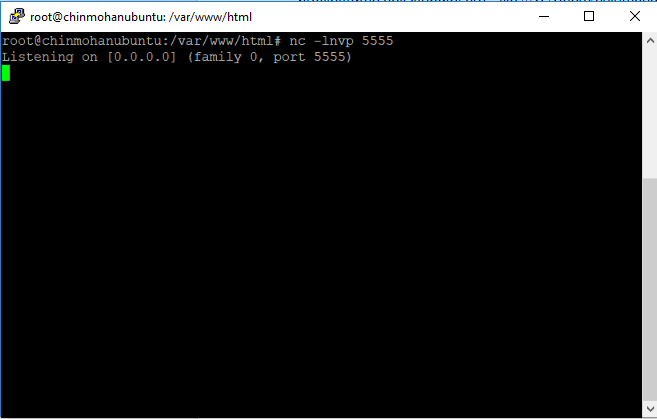 root@chinmohanubuntu: /var/www/html
root@chinmohanubuntu:/var/www/html# nc -lnvp 5555
Listening on [0.0.0.0] (family 0, port 5555)